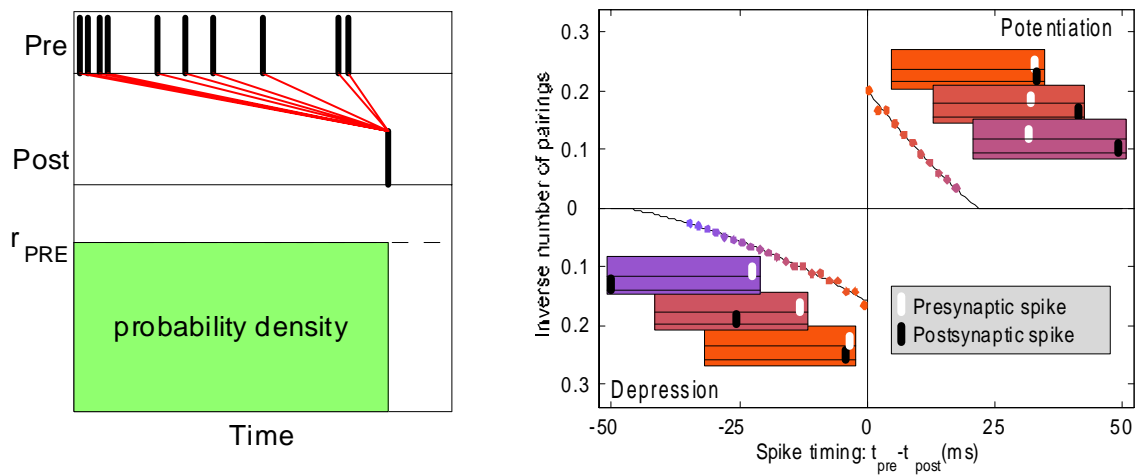 Pre
Post
r PRE
probability density
Time
Inverse number of pairings
0.3
0.2
0.1
0
0.1
0.2
0.3
Potentiation
Presynaptic spike
Postsynaptic spike
Depression
-50
-25
0
25
50
Spike timing: t pre -t post (ms)